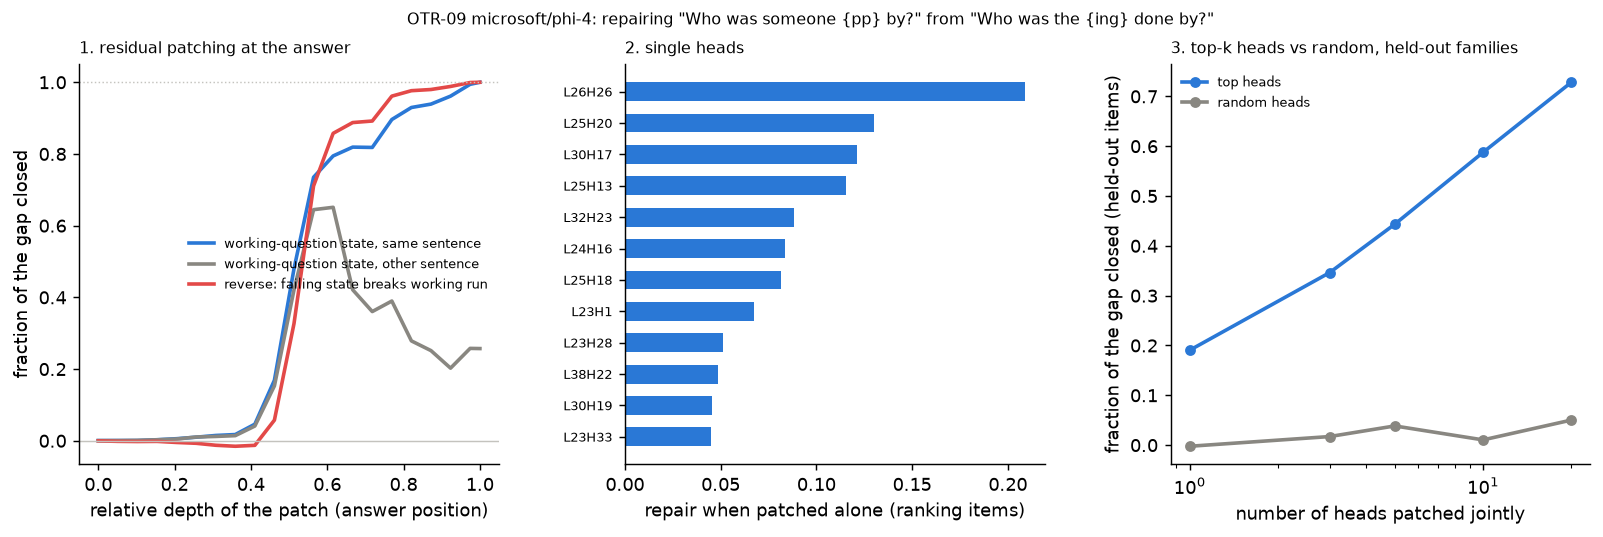 OTR-09 microsoft/phi-4: repairing "Who was someone {pp} by?" from "Who was the {ing} done by?"
1. residual patching at the answer
fraction of the gap closed
1.0
0.8
0.6
0.4
0.2
0.0
working-question state, same sentence
working-question state, other sentence
reverse: failing state breaks working run
0.0 0.2 0.4 0.6 0.8 1.0
relative depth of the patch (answer position)
2. single heads
L26H26
L25H20
L30H17
L25H13
L32H23
L24H16
L25H18
L23H1
L23H28
L38H22
L30H19
L23H33
0.00 0.05 0.10 0.15 0.20
repair when patched alone (ranking items)
3. top-k heads vs random, held-out families
fraction of the gap closed (held-out items)
top heads
random heads
0.7
0.6
0.5
0.4
0.3
0.2
0.1
0.0
10⁰ 10¹
number of heads patched jointly